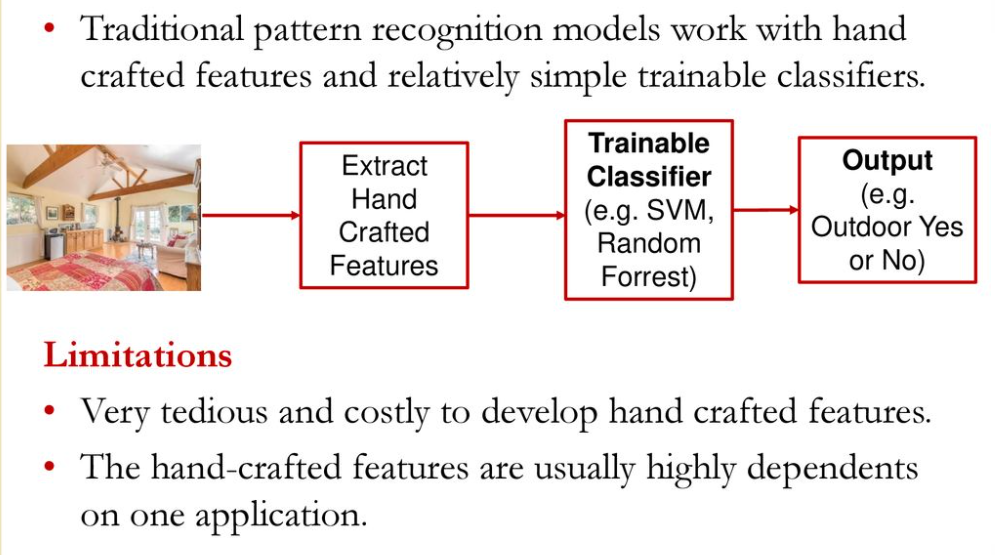 • Traditional pattern recognition models work with hand
crafted features and relatively simple trainable classifiers.
Extract
Hand
Crafted
Features
Trainable
Classifier
(e.g. SVM,
Random
Forrest)
Output
(e.g.
Outdoor Yes
or No)
Limitations
• Very tedious and costly to develop hand crafted features.
• The hand-crafted features are usually highly dependents
on one application.